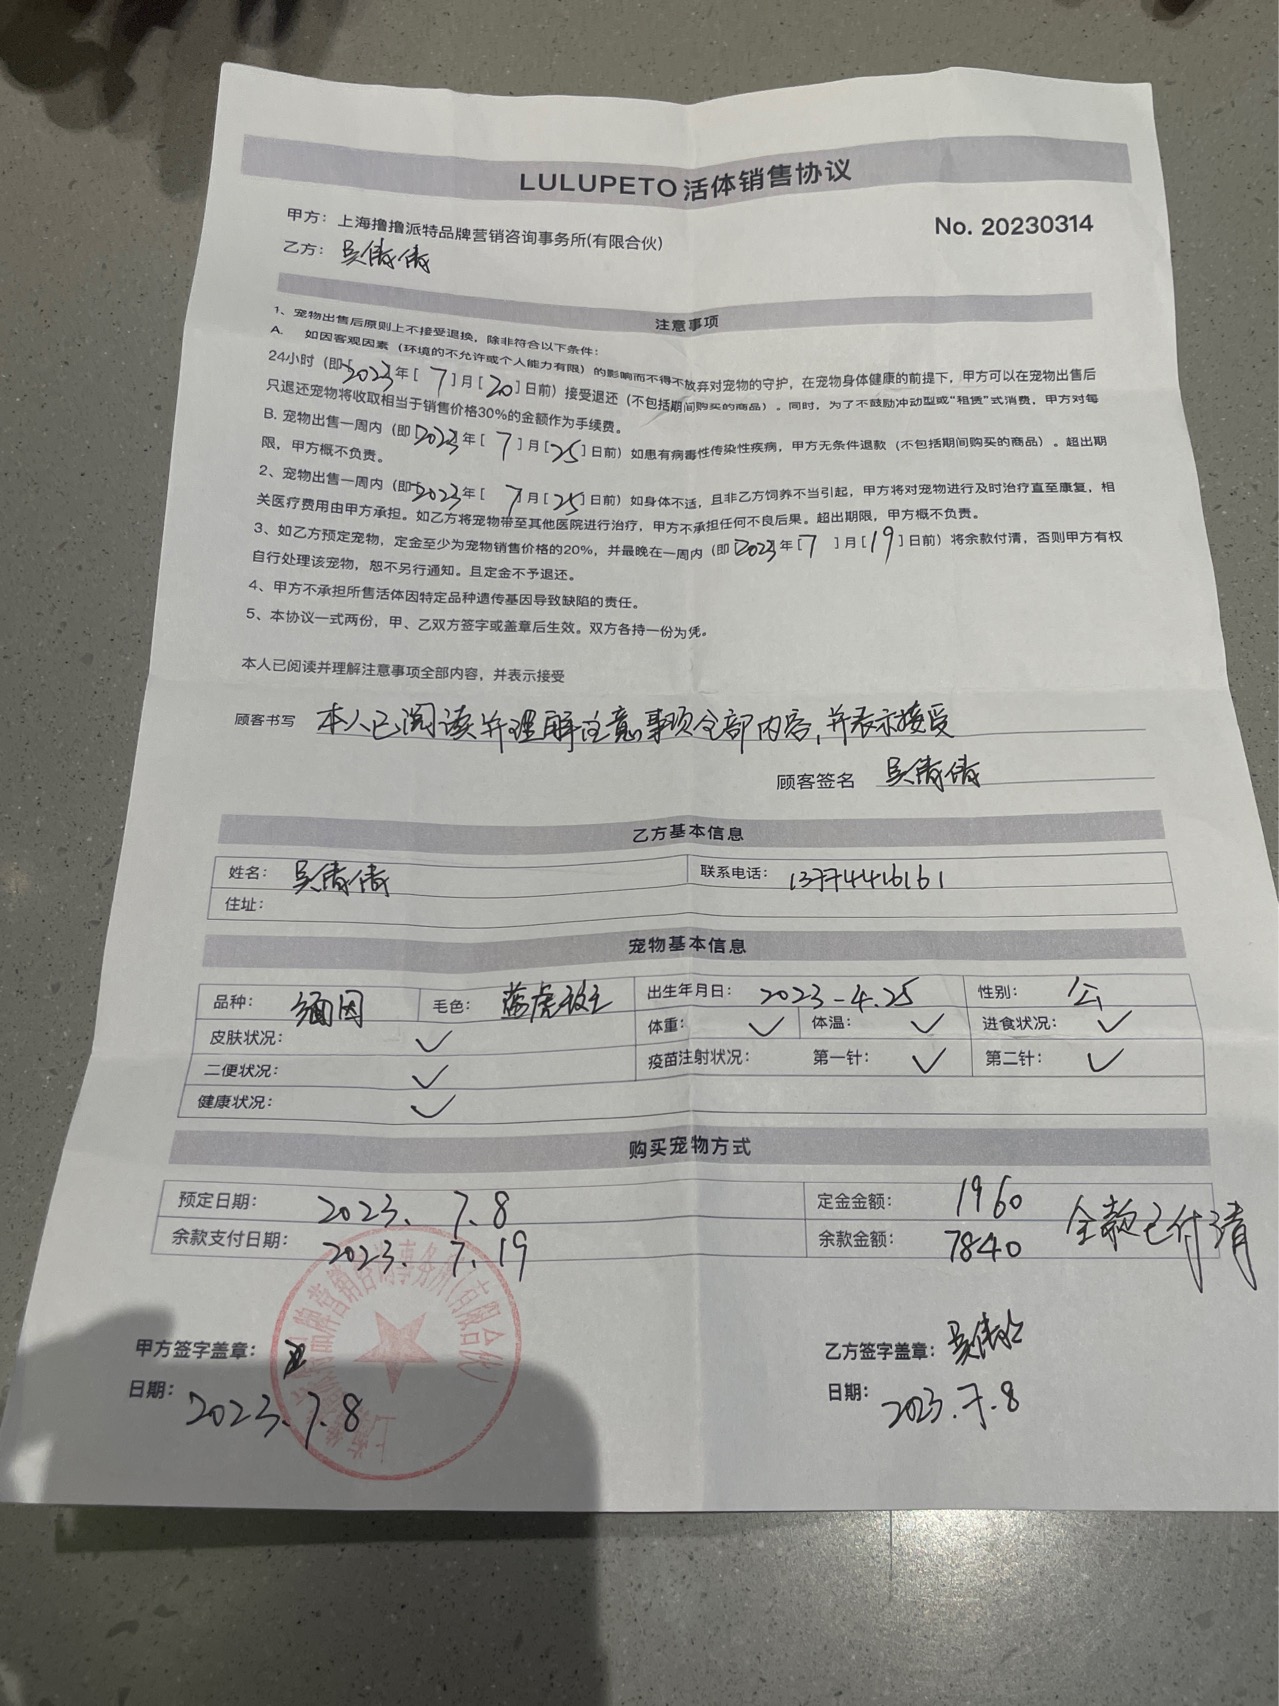 LULUPETO 活体销售协议
甲方：上海撸撸派特品牌营销咨询事务所(有限合伙)
No. 20230314
乙方：吴倩倩
注意事项
1、宠物出售后原则上不接受退换，除非符合以下条件：
A. 如因客观因素（环境的不允许或个人能力有限）的影响而不得不放弃对宠物的守护，在宠物身体健康的前提下，甲方可以在宠物出售后
24小时（即2023年[ 7 ]月[20]日前）接受退还（不包括期间购买的商品）。同时，为了不鼓励冲动型或“租赁”式消费，甲方对每
只退还宠物将收取相当于销售价格30%的金额作为手续费。
B. 宠物出售一周内（即2023年[ 7 ]月[25]日前）如患有病毒性传染性疾病，甲方无条件退款（不包括期间购买的商品）。超出期
限，甲方概不负责。
2、宠物出售一周内（即2023年[ 7月[25]日前）如身体不适，且非乙方饲养不当引起，甲方将对宠物进行及时治疗直至康复，相
关医疗费用由甲方承担。如乙方将宠物带至其他医院进行治疗，甲方不承担任何不良后果。超出期限，甲方概不负责。
3、如乙方预定宠物，定金至少为宠物销售价格的20%，并最晚在一周内（即2023年[7 ]月[19]日前）将余款付清，否则甲方有权
自行处理该宠物，恕不另行通知。且定金不予退还。
4、甲方不承担所售活体因特定品种遗传基因导致缺陷的责任。
5、本协议一式两份，甲、乙双方签字或盖章后生效。双方各持一份为凭。
本人已阅读并理解注意事项全部内容，并表示接受
顾客书写 本人已阅读并理解注意事项全部内容，并表示接受
顾客签名 吴倩倩
乙方基本信息
姓名：吴倩倩 联系电话：13774416161
住址：
宠物基本信息
品种：缅因 毛色：蓝虎 出生年月日：2023-4.25 性别：公
皮肤状况：✓ 体重：✓ 体温：✓ 进食状况：✓
二便状况：✓ 疫苗注射状况： 第一针：✓ 第二针：✓
健康状况：✓
购买宠物方式
预定日期：2023. 7.8 定金金额：1960
余款支付日期：2023. 7.19 余款金额：7840 全款已付清
甲方签字盖章： 乙方签字盖章：吴倩倩
日期：2023.7.8 日期：2023.7.8
品牌营销咨询事务所(有限合伙)